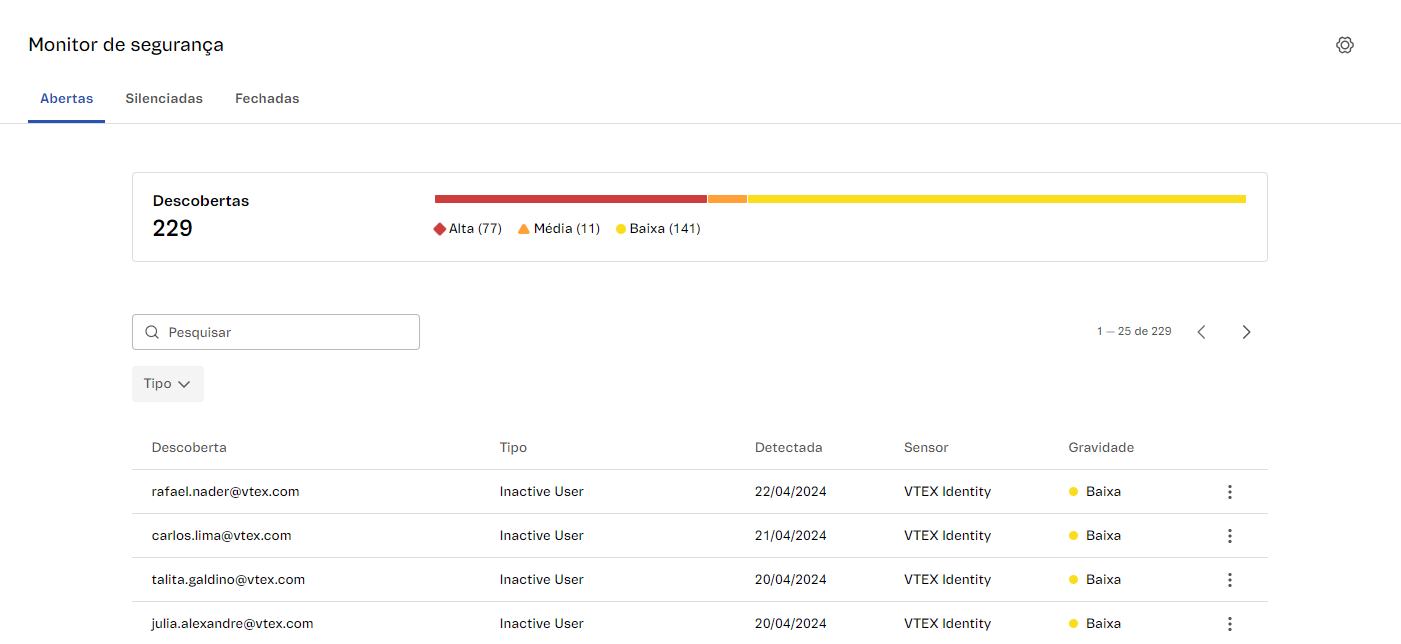 Monitor de segurança
Abertas Silenciadas Fechadas
Descobertas
229
Alta (77) Média (11) Baixa (141)
Pesquisar
1 — 25 de 229
Tipo
Descoberta Tipo Detectada Sensor Gravidade
rafael.nader@vtex.com Inactive User 22/04/2024 VTEX Identity Baixa
carlos.lima@vtex.com Inactive User 21/04/2024 VTEX Identity Baixa
talita.galdino@vtex.com Inactive User 20/04/2024 VTEX Identity Baixa
julia.alexandre@vtex.com Inactive User 20/04/2024 VTEX Identity Baixa